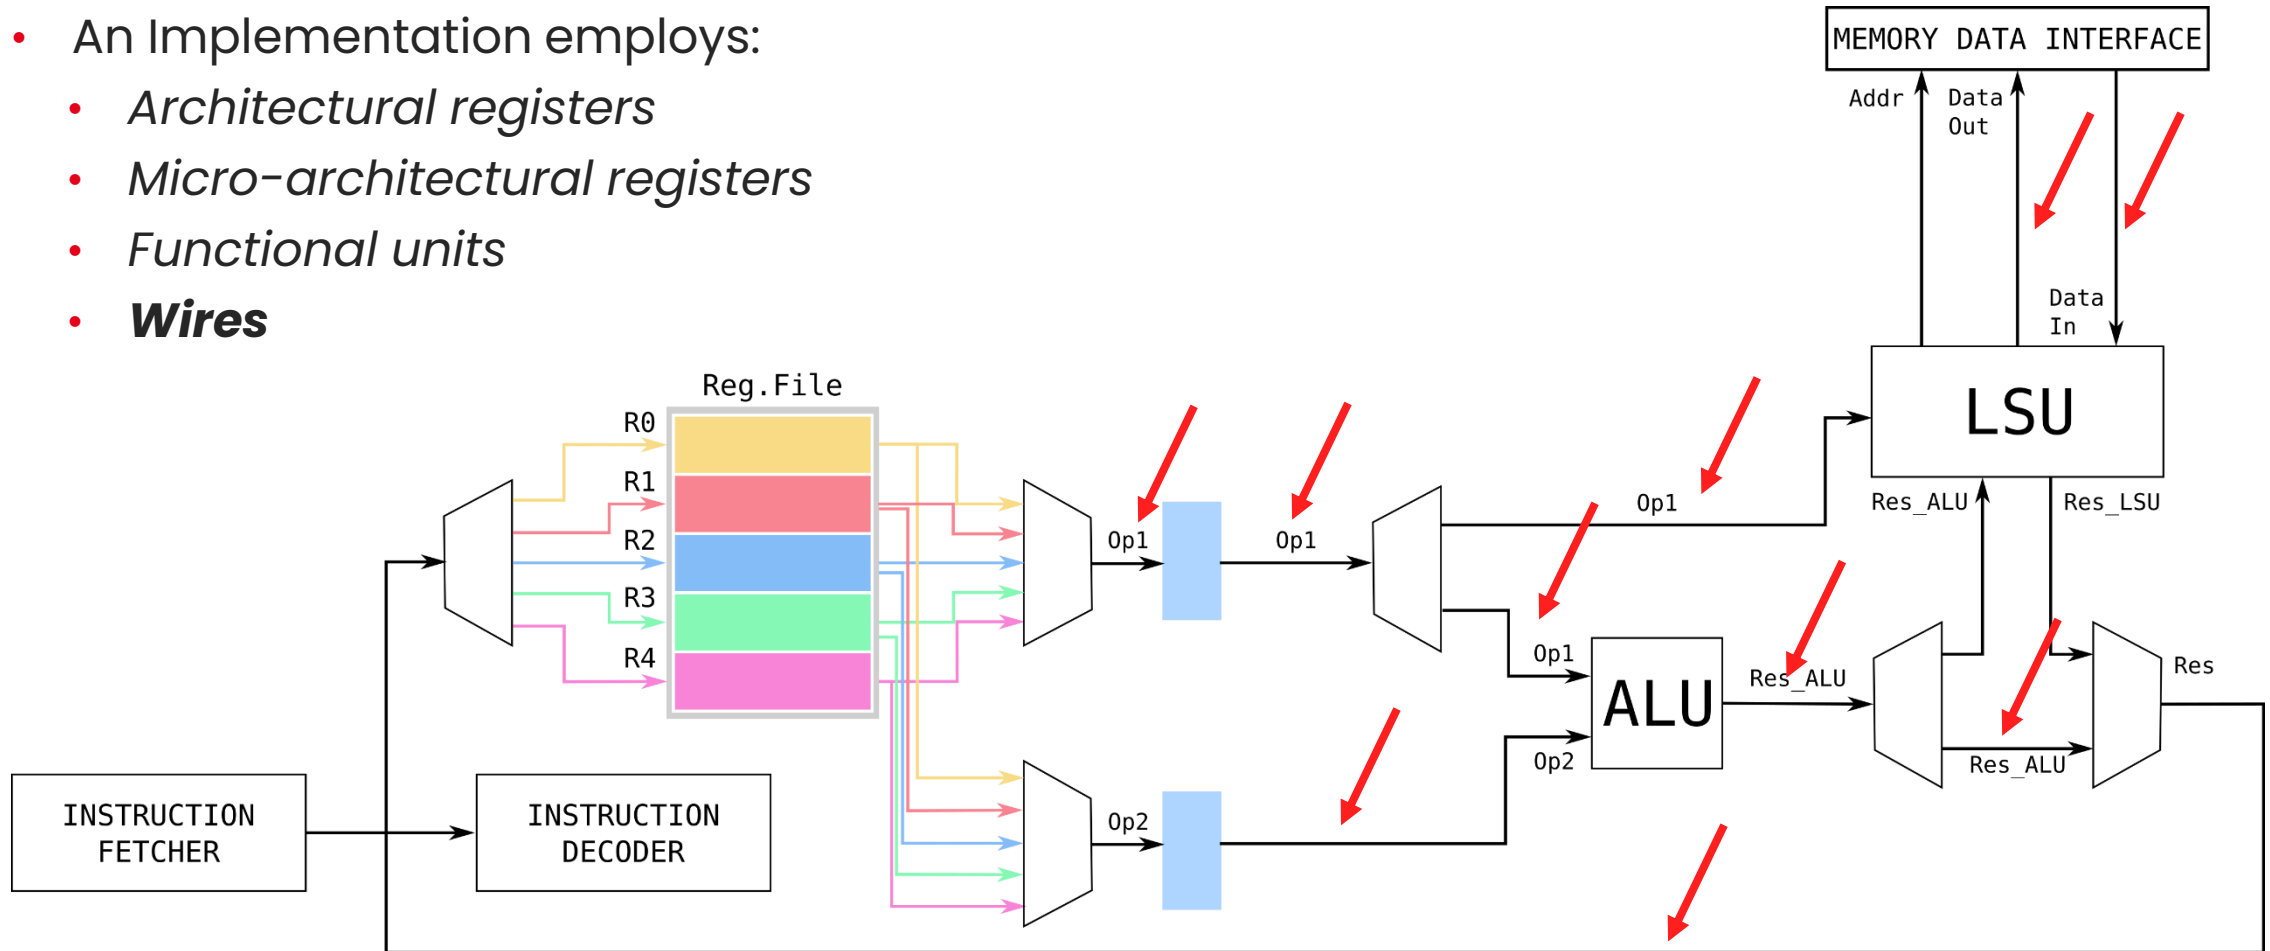 An Implementation employs:
Architectural registers
Micro-architectural registers
Functional units
Wires
MEMORY DATA INTERFACE
Addr
Data
Out
Data
In
LSU
Reg.File
R0
R1
R2
R3
R4
Op1
Op1
Op1
Res_ALU
Res_LSU
Op1
ALU
Op2
Res_ALU
Res_ALU
Res
Op2
INSTRUCTION
FETCHER
INSTRUCTION
DECODER